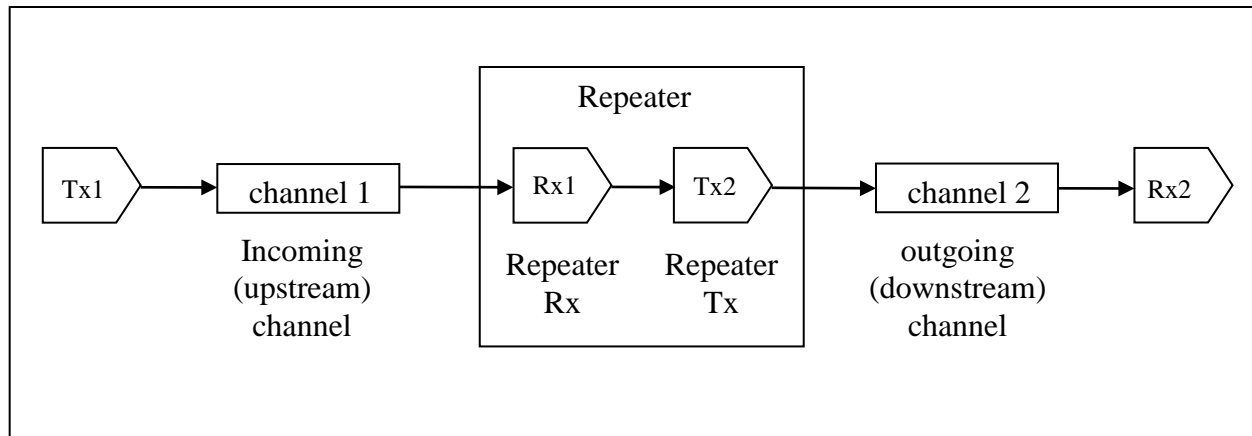 Repeater
Tx1
channel 1
Rx1
Tx2
channel 2
Rx2
Incoming
(upstream)
channel
Repeater
Rx
Repeater
Tx
outgoing
(downstream)
channel